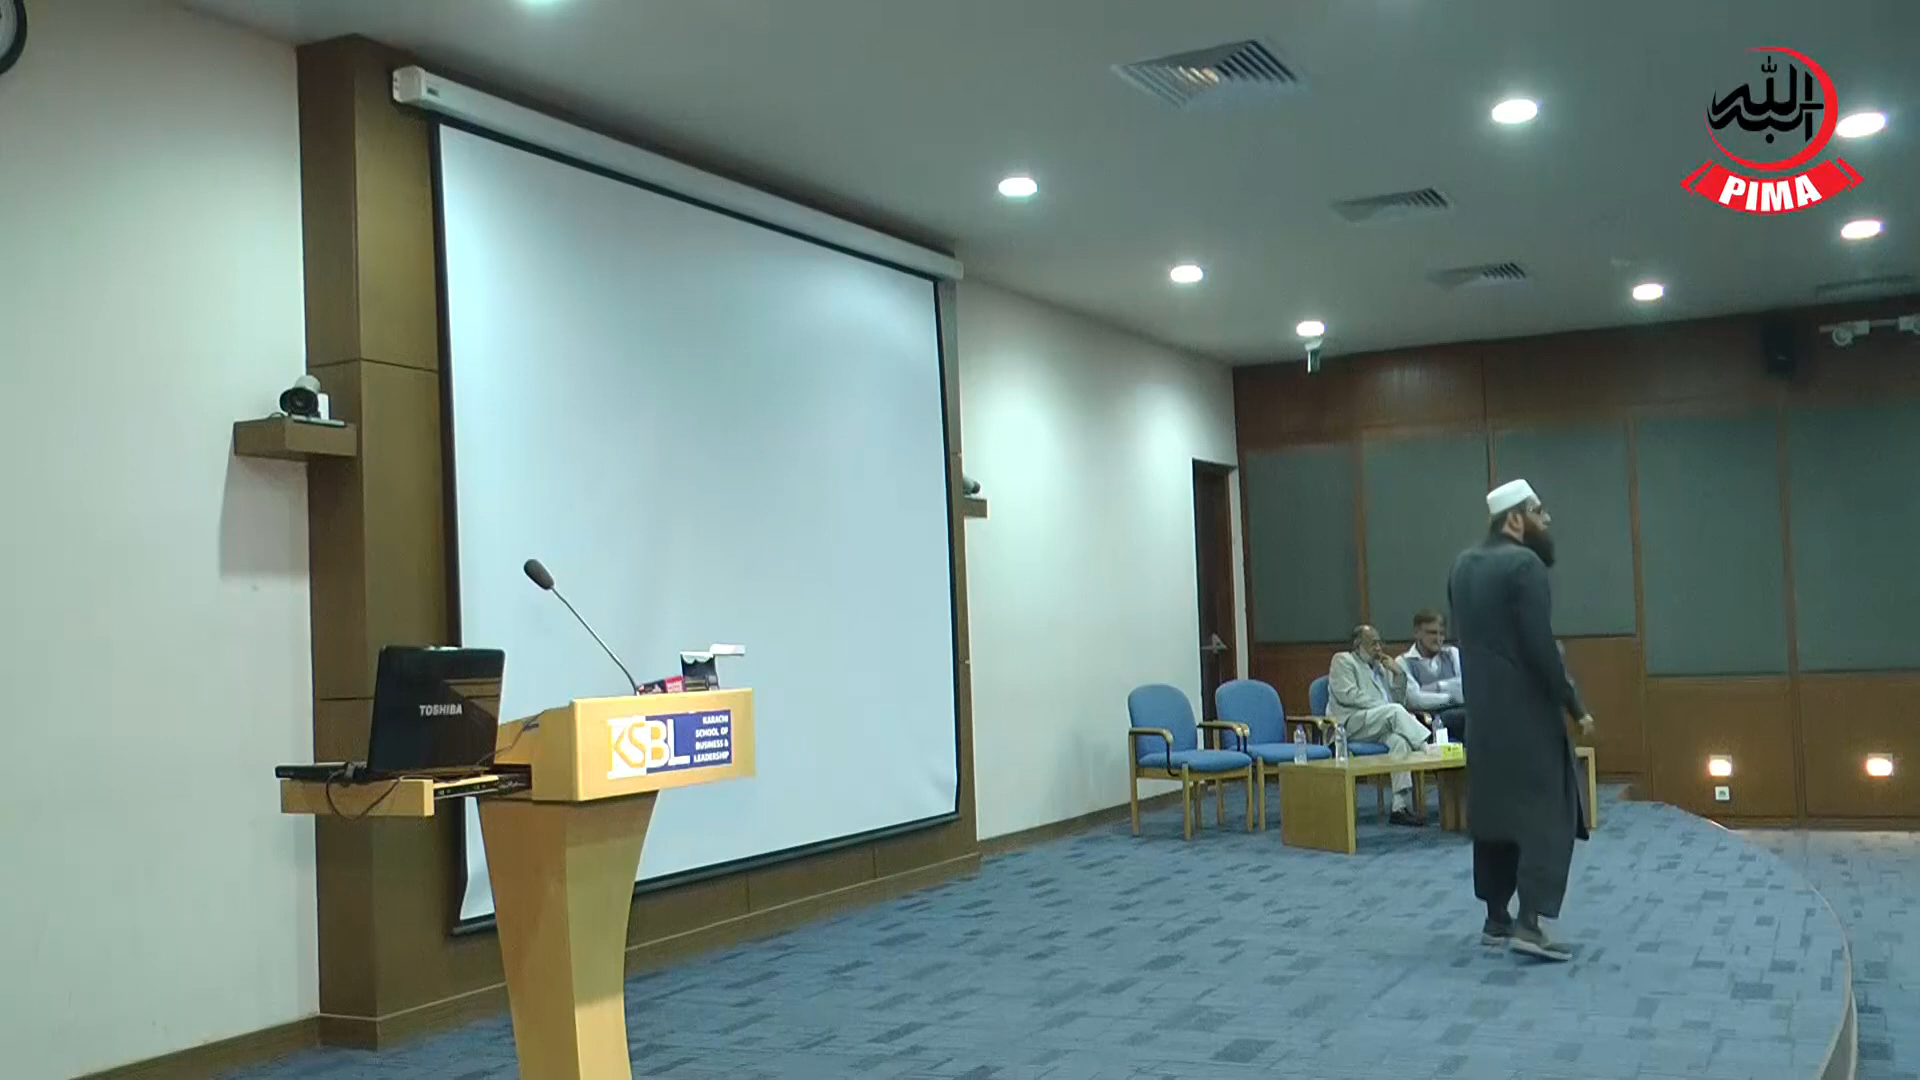 الله
PIMA
TOSHIBA
KSBL
KARACHI
SCHOOL OF
BUSINESS &
LEADERSHIP